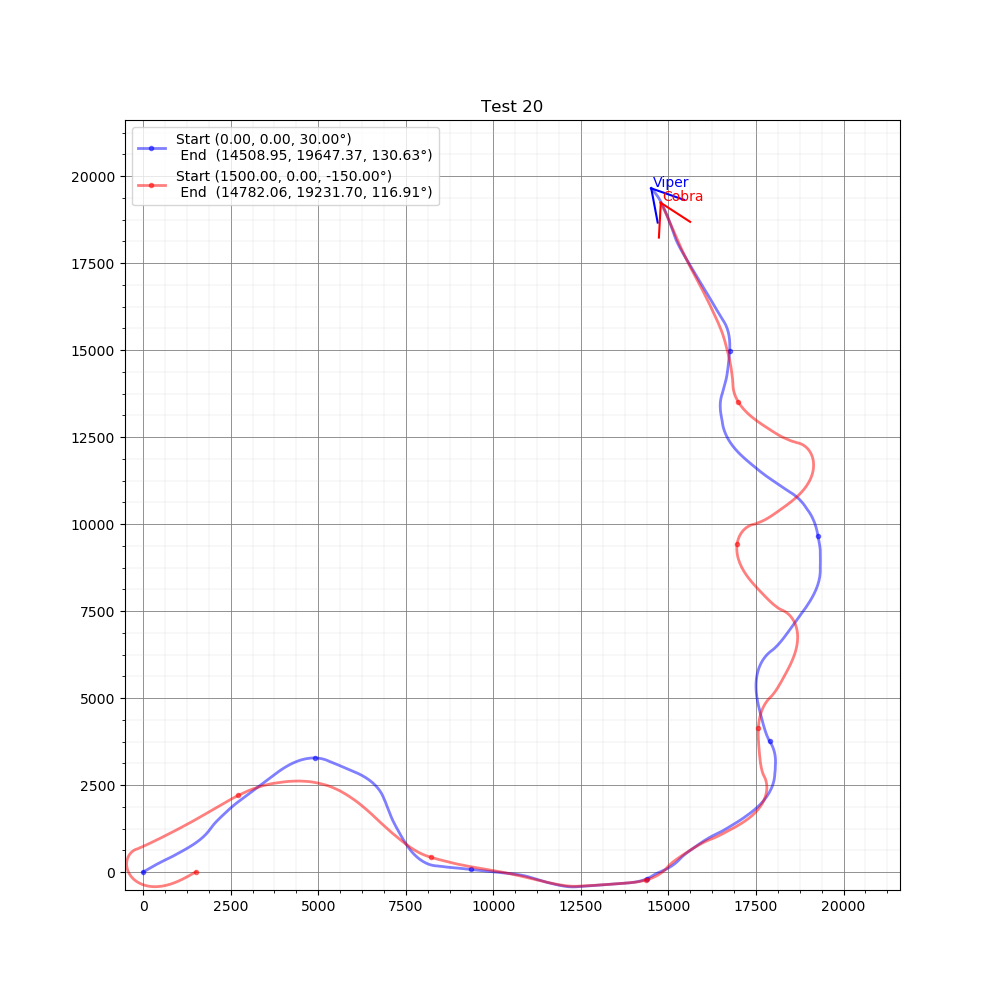 Test 20
Start (0.00, 0.00, 30.00°)
End (14508.95, 19647.37, 130.63°)
Start (1500.00, 0.00, -150.00°)
End (14782.06, 19231.70, 116.91°)
Viper
Cobra
20000
17500
15000
12500
10000
7500
5000
2500
0
0 2500 5000 7500 10000 12500 15000 17500 20000